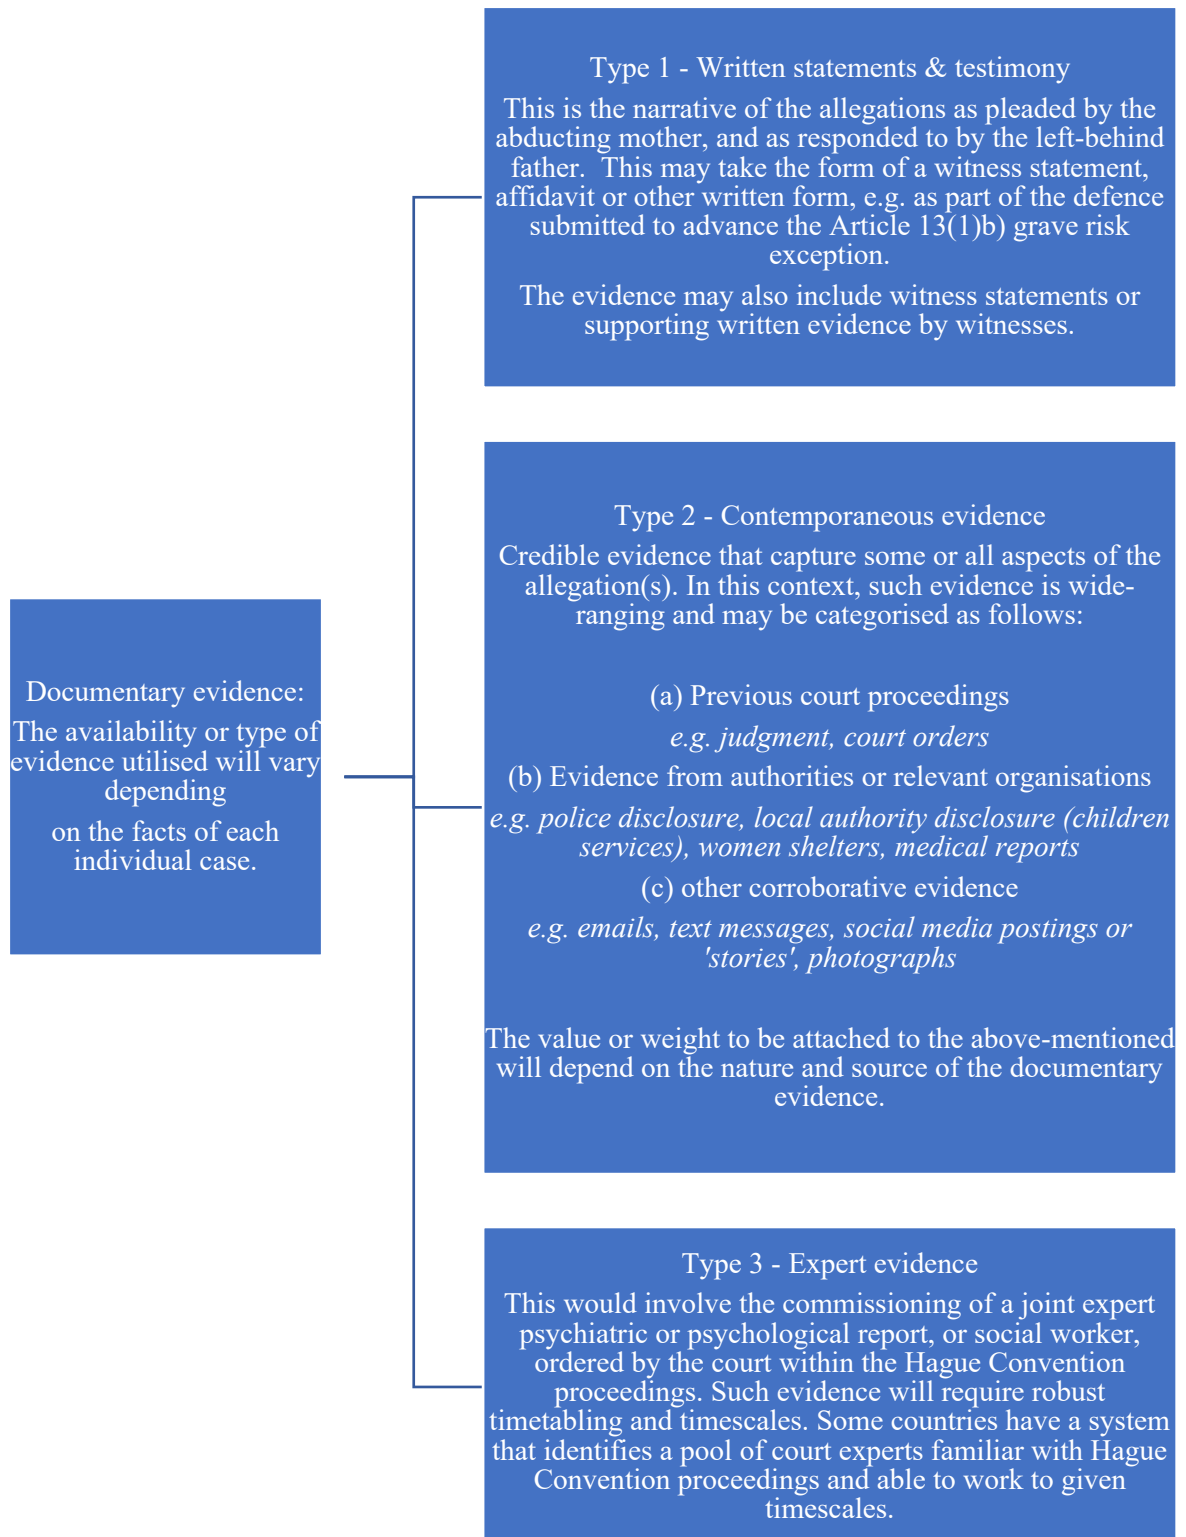 Documentary evidence:
The availability or type of
evidence utilised will vary
depending
on the facts of each
individual case.
Type 1 - Written statements & testimony
This is the narrative of the allegations as pleaded by the
abducting mother, and as responded to by the left-behind
father.  This may take the form of a witness statement,
affidavit or other written form, e.g. as part of the defence
submitted to advance the Article 13(1)b) grave risk
exception.
The evidence may also include witness statements or
supporting written evidence by witnesses.
Type 2 - Contemporaneous evidence
Credible evidence that capture some or all aspects of the
allegation(s). In this context, such evidence is wide-
ranging and may be categorised as follows:
(a) Previous court proceedings
e.g. judgment, court orders
(b) Evidence from authorities or relevant organisations
e.g. police disclosure, local authority disclosure (children
services), women shelters, medical reports
(c) other corroborative evidence
e.g. emails, text messages, social media postings or
'stories', photographs
The value or weight to be attached to the above-mentioned
will depend on the nature and source of the documentary
evidence.
Type 3 - Expert evidence
This would involve the commissioning of a joint expert
psychiatric or psychological report, or social worker,
ordered by the court within the Hague Convention
proceedings. Such evidence will require robust
timetabling and timescales. Some countries have a system
that identifies a pool of court experts familiar with Hague
Convention proceedings and able to work to given
timescales.